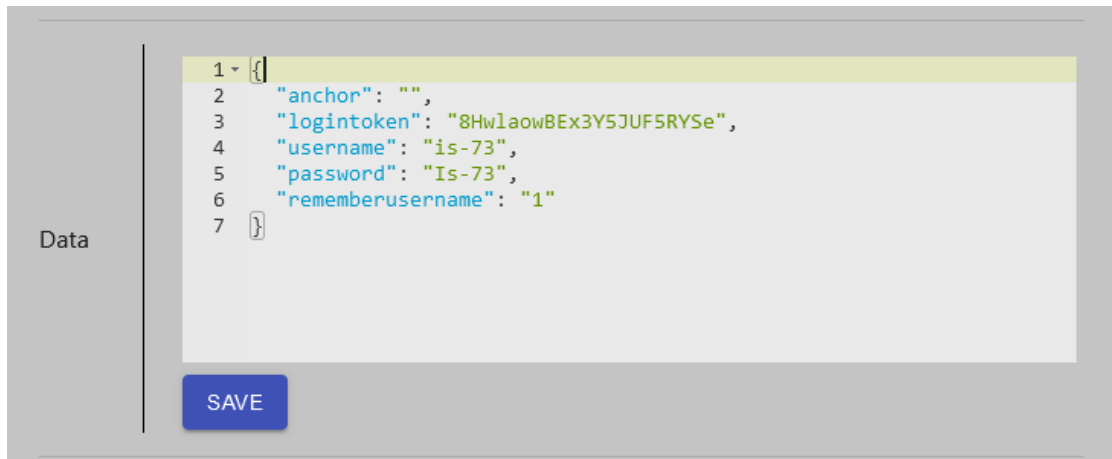 Data
1 {
2 "anchor": "",
3 "logintoken": "8HwlaowBEx3Y5JUF5RYSe",
4 "username": "is-73",
5 "password": "Is-73",
6 "rememberusername": "1"
7 }
SAVE